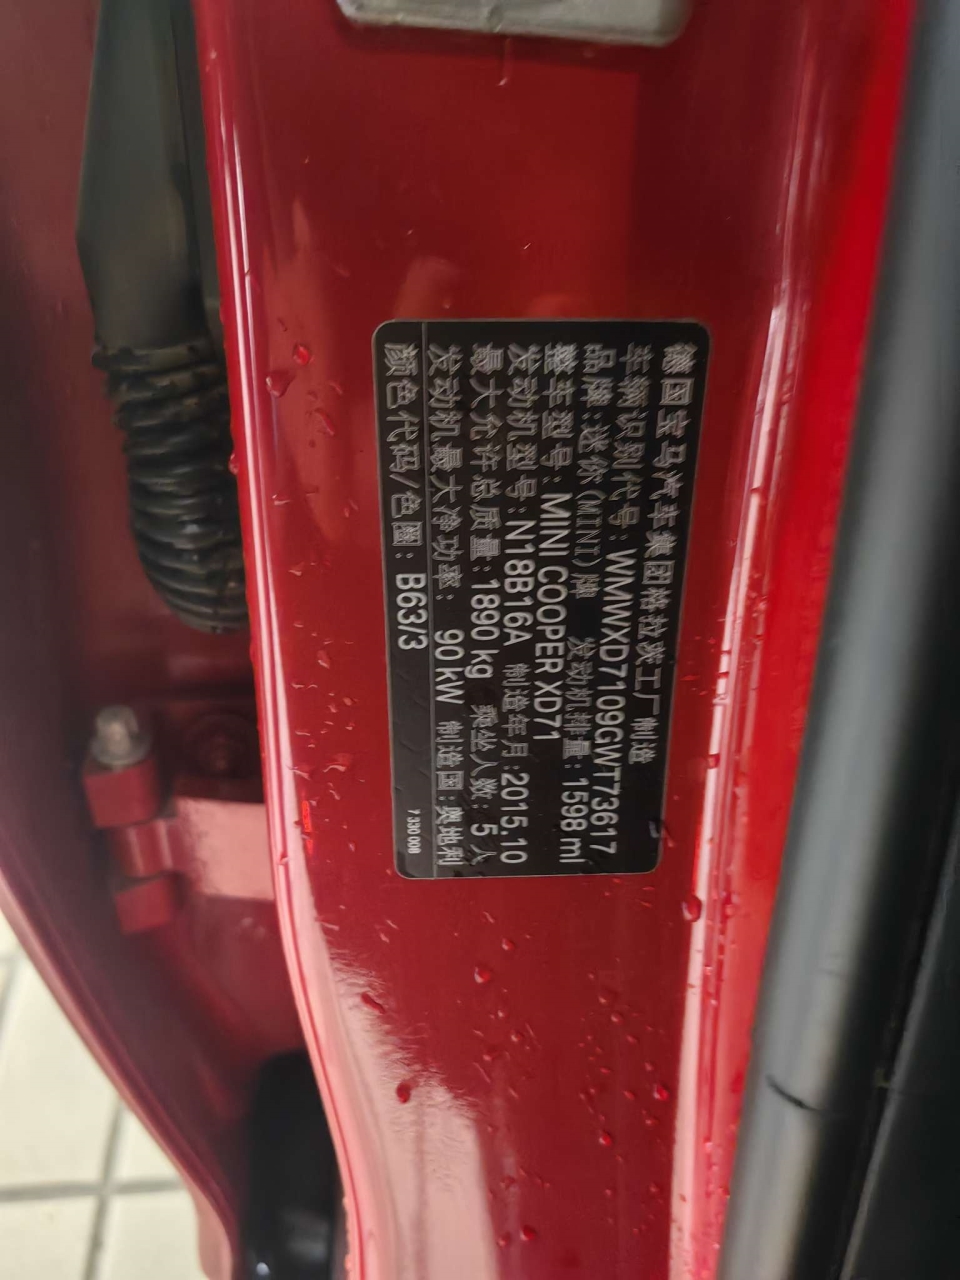 德国宝马汽车集团格拉茨工厂制造
车辆识别代号: WMWXD7109GWT73617
品牌: 迷你(MINI)牌 发动机排量: 1598 ml
整车型号: MINI COOPER XD71
发动机型号: N18B16A 制造年月: 2015.10
最大允许总质量: 1890 kg 乘坐人数: 5 人
发动机最大净功率: 90 kW 制造国: 奥地利
颜色代码/色图: B63/3
7 330 008